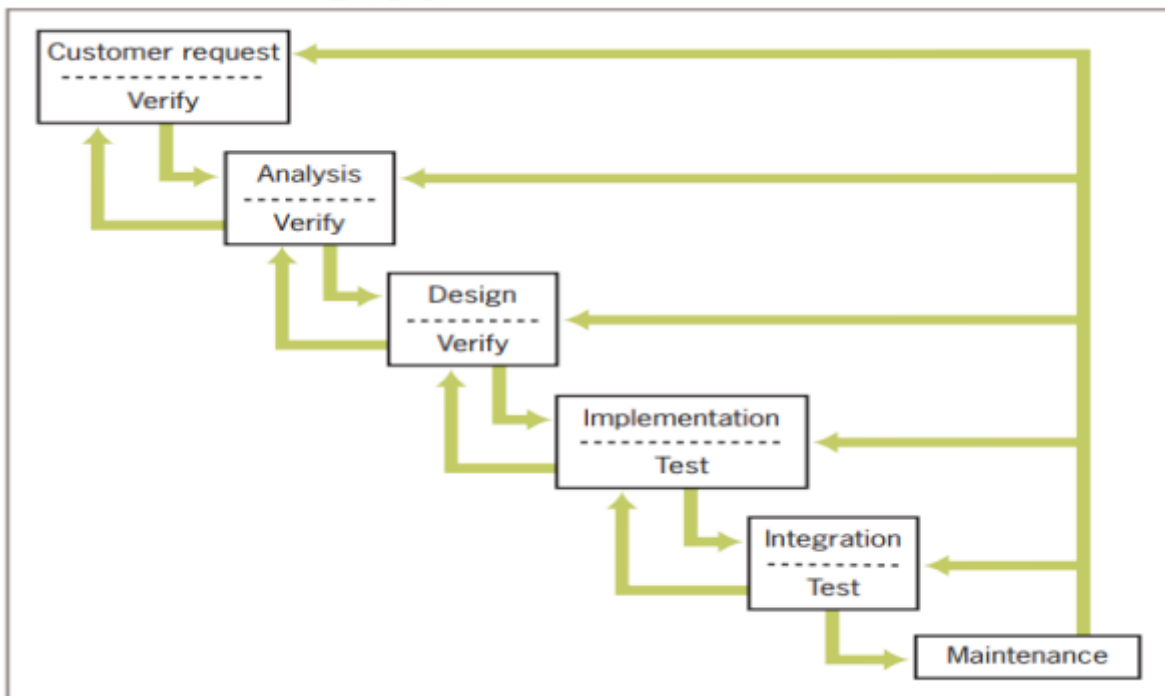 Customer request
Verify
Analysis
Verify
Design
Verify
Implementation
Test
Integration
Test
Maintenance